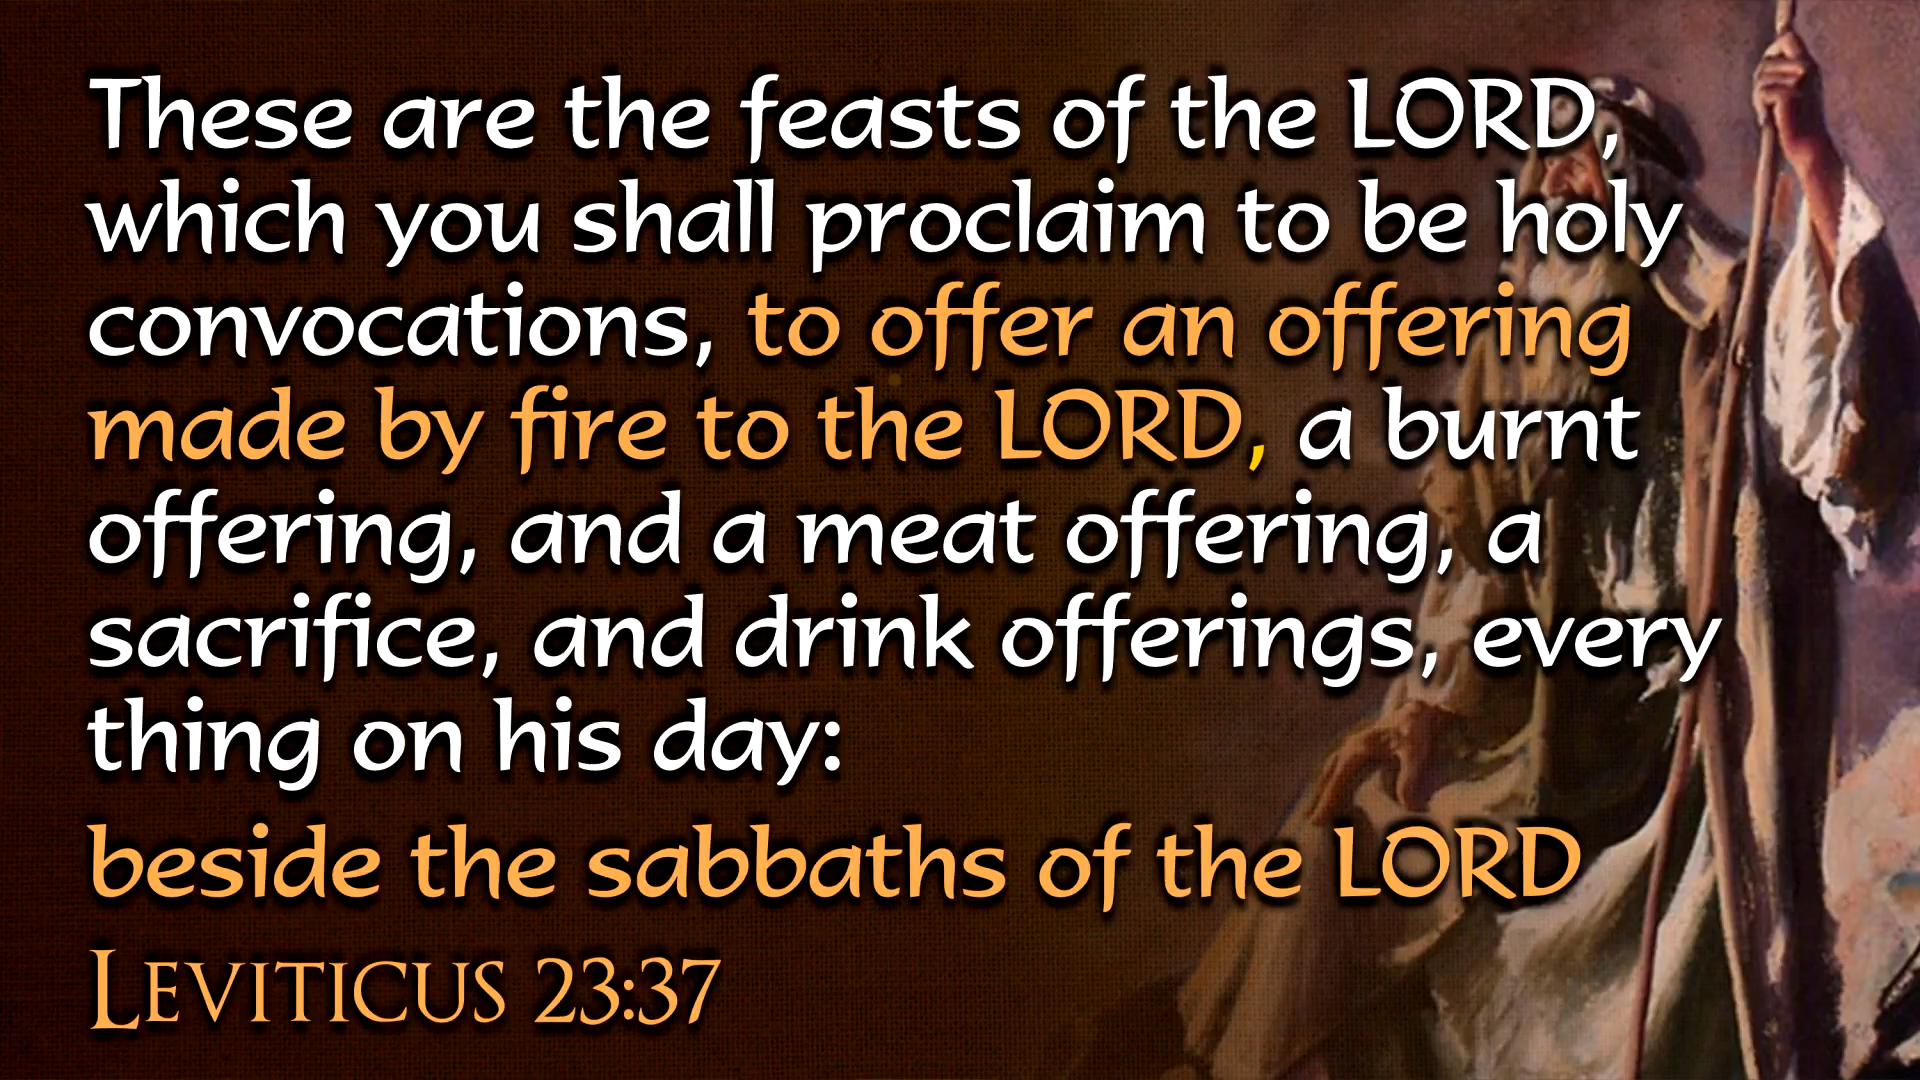 These are the feasts of the LORD,
which you shall proclaim to be holy
convocations, to offer an offering
made by fire to the LORD, a burnt
offering, and a meat offering, a
sacrifice, and drink offerings, every
thing on his day:
beside the sabbaths of the LORD
LEVITICUS 23:37